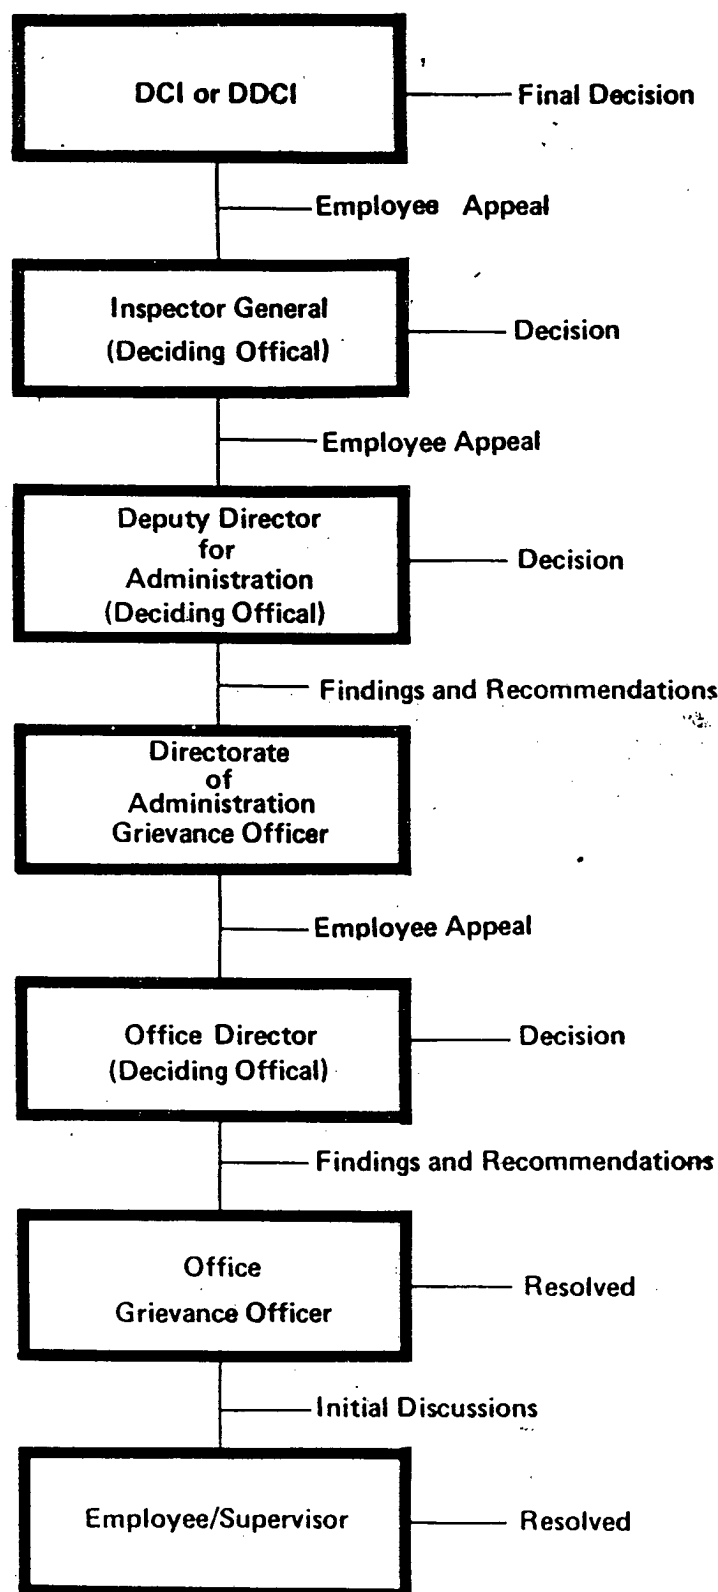 DCI or DDCI
Final Decision
Employee Appeal
Inspector General
(Deciding Offical)
Decision
Employee Appeal
Deputy Director
for
Administration
(Deciding Offical)
Decision
Findings and Recommendations
Directorate
of
Administration
Grievance Officer
Employee Appeal
Office Director
(Deciding Offical)
Decision
Findings and Recommendations
Office
Grievance Officer
Resolved
Initial Discussions
Employee/Supervisor
Resolved